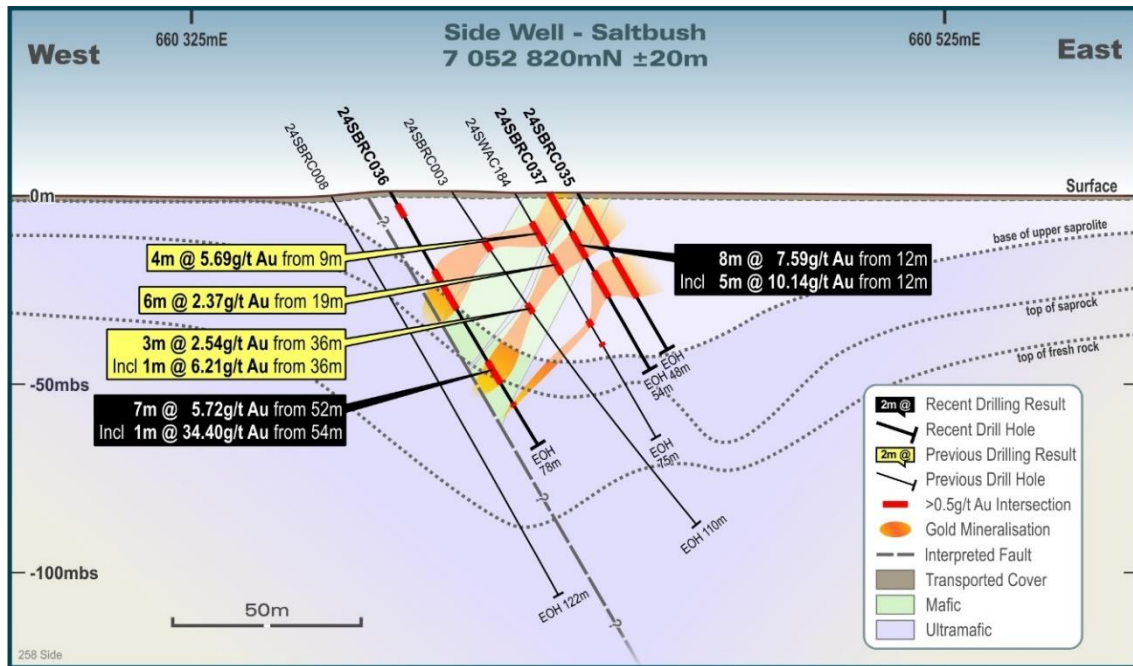 660 325mE
Side Well - Saltbush
660 525mE
West
7 052 820mN ±20m
East
24SBRC008
24SBRC036
24SBRC003
24SWAC184
24SBRC037
24SBRC035
0m
Surface
?
base of upper saprolite
4m @ 5.69g/t Au from 9m
8m @ 7.59g/t Au from 12m
Incl 5m @ 10.14g/t Au from 12m
6m @ 2.37g/t Au from 19m
top of saprock
3m @ 2.54g/t Au from 36m
Incl 1m @ 6.21g/t Au from 36m
top of fresh rock
-50mbs
EOH 48m
EOH 54m
7m @ 5.72g/t Au from 52m
Incl 1m @ 34.40g/t Au from 54m
EOH 78m
EOH 75m
?
EOH 110m
-100mbs
EOH 122m
50m
?
2m @ Recent Drilling Result
Recent Drill Hole
2m @ Previous Drilling Result
Previous Drill Hole
>0.5g/t Au Intersection
Gold Mineralisation
Interpreted Fault
Transported Cover
Mafic
Ultramafic
258 Side